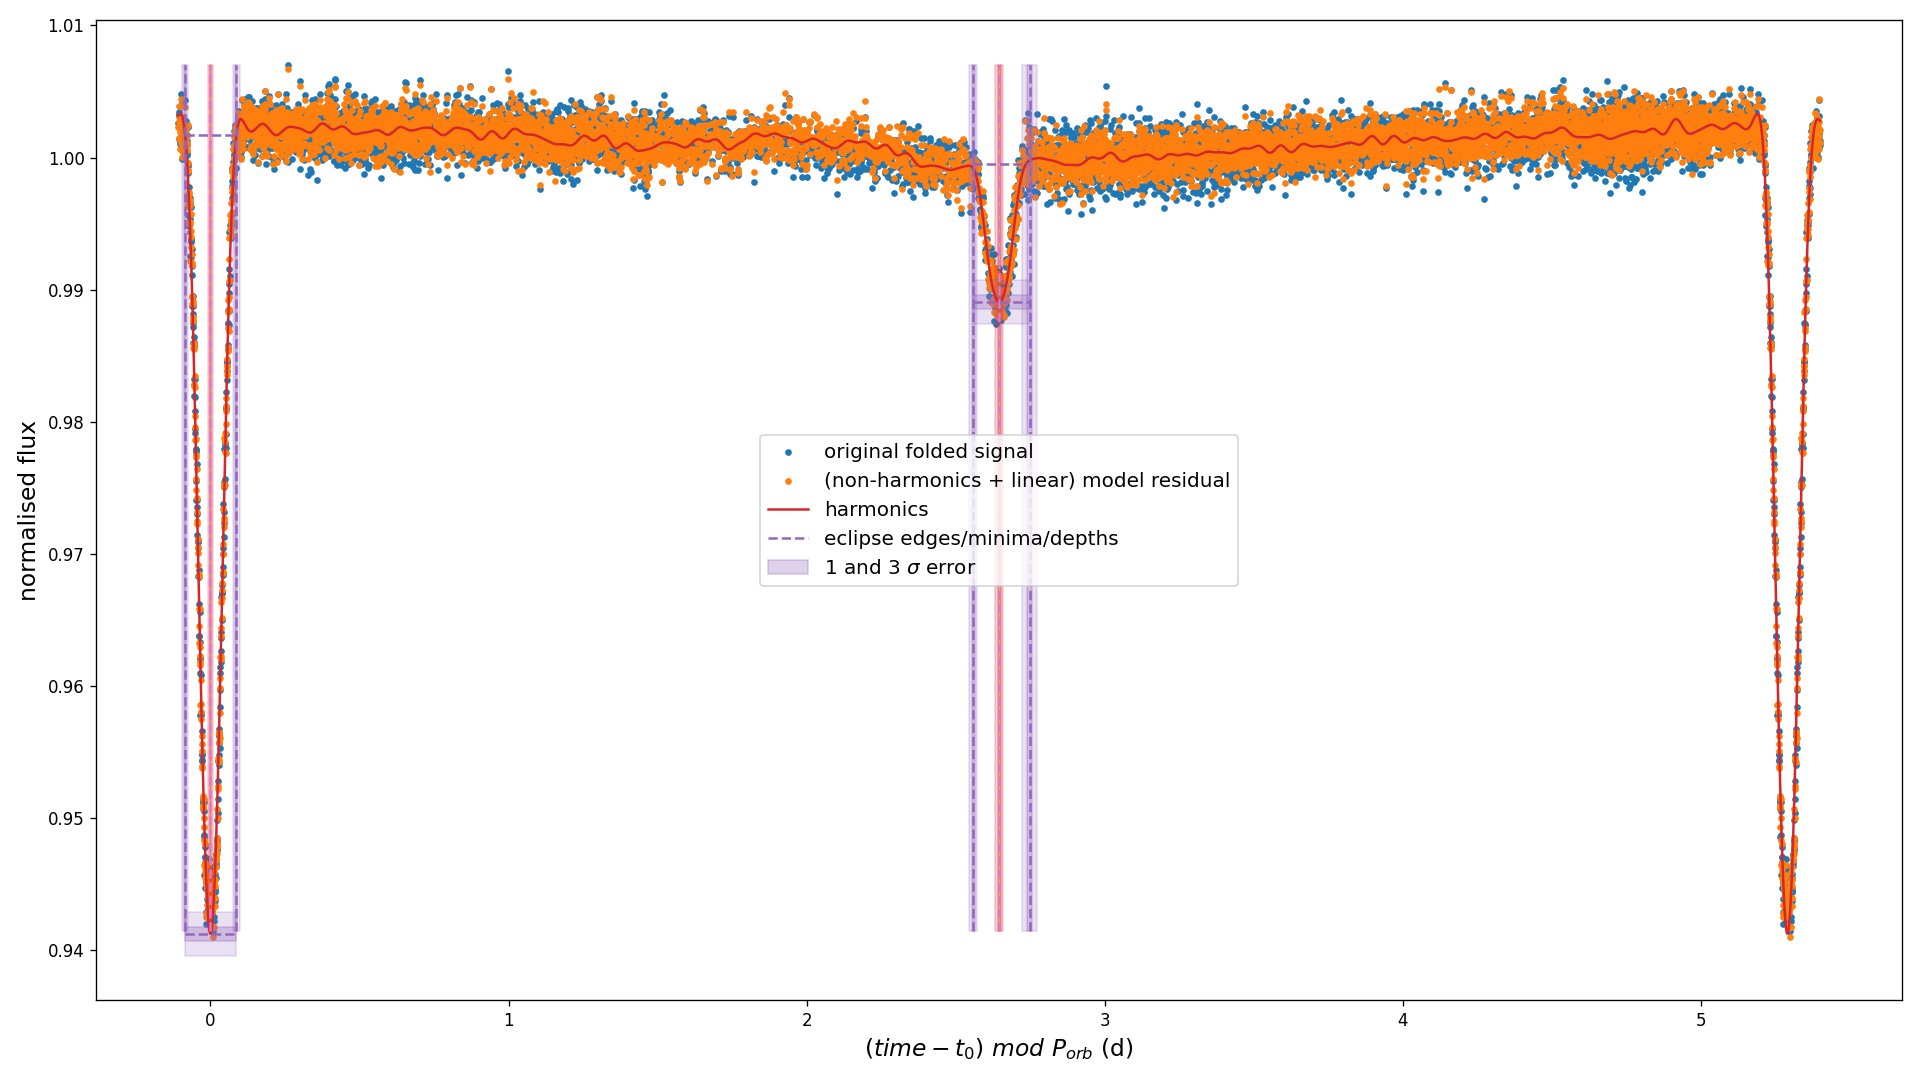 1.01
1.00
0.99
0.98
0.97
0.96
0.95
0.94
normalised flux
original folded signal
(non-harmonics + linear) model residual
harmonics
eclipse edges/minima/depths
1 and 3 σ error
0 1 2 3 4 5
(time − t₀) mod Pₒᵣb (d)